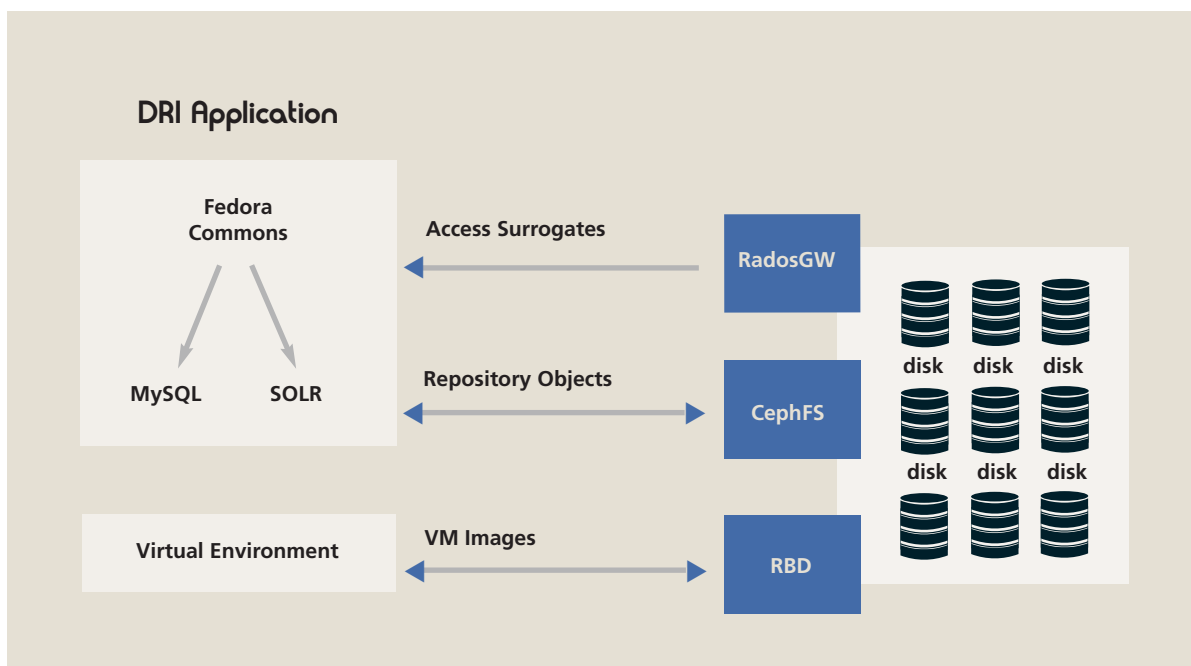 DRI Application
Fedora
Commons
MySQL
SOLR
Access Surrogates
Repository Objects
Virtual Environment
VM Images
RadosGW
CephFS
RBD
disk disk disk
disk disk disk